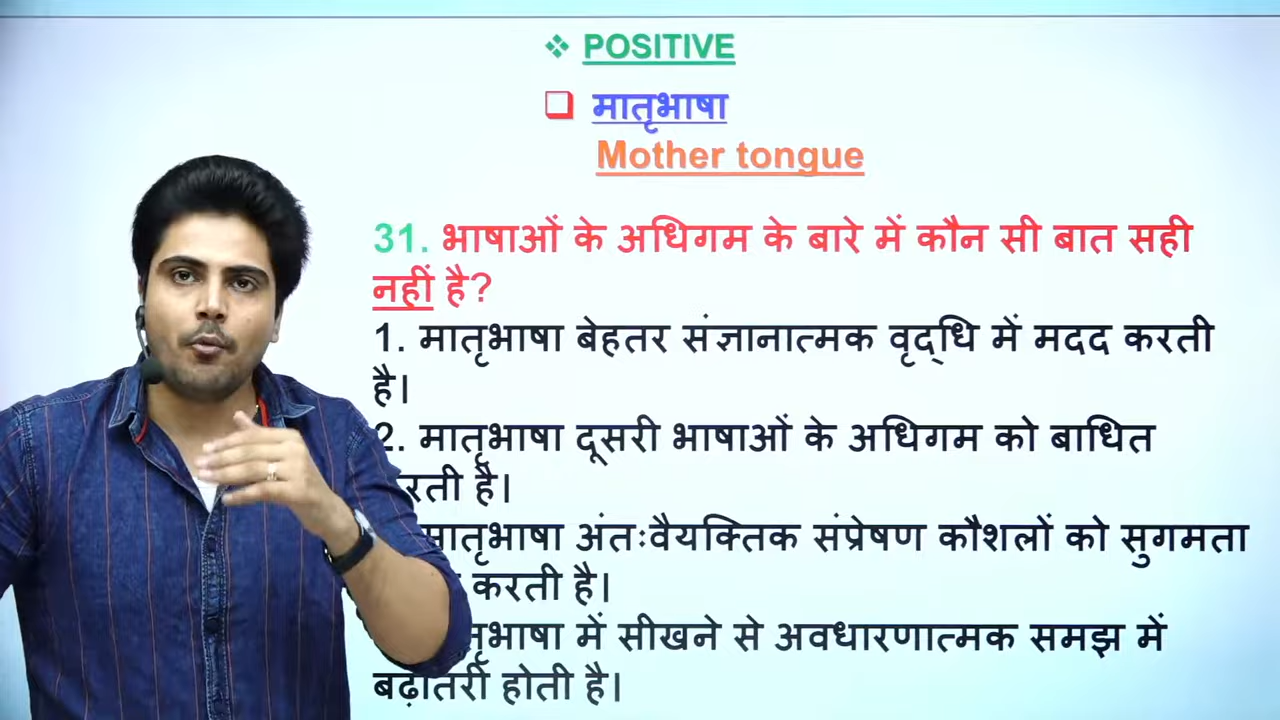 POSITIVE
मातृभाषा
Mother tongue
31. भाषाओं के अधिगम के बारे में कौन सी बात सही
नहीं है?
1. मातृभाषा बेहतर संज्ञानात्मक वृद्धि में मदद करती
है।
2. मातृभाषा दूसरी भाषाओं के अधिगम को बाधित
है।
मातृभाषा अंतःवैयक्तिक संप्रेषण कौशलों को सुगमता
करती है।
में सीखने से अवधारणात्मक समझ में
बढ़ोतरी होती है।